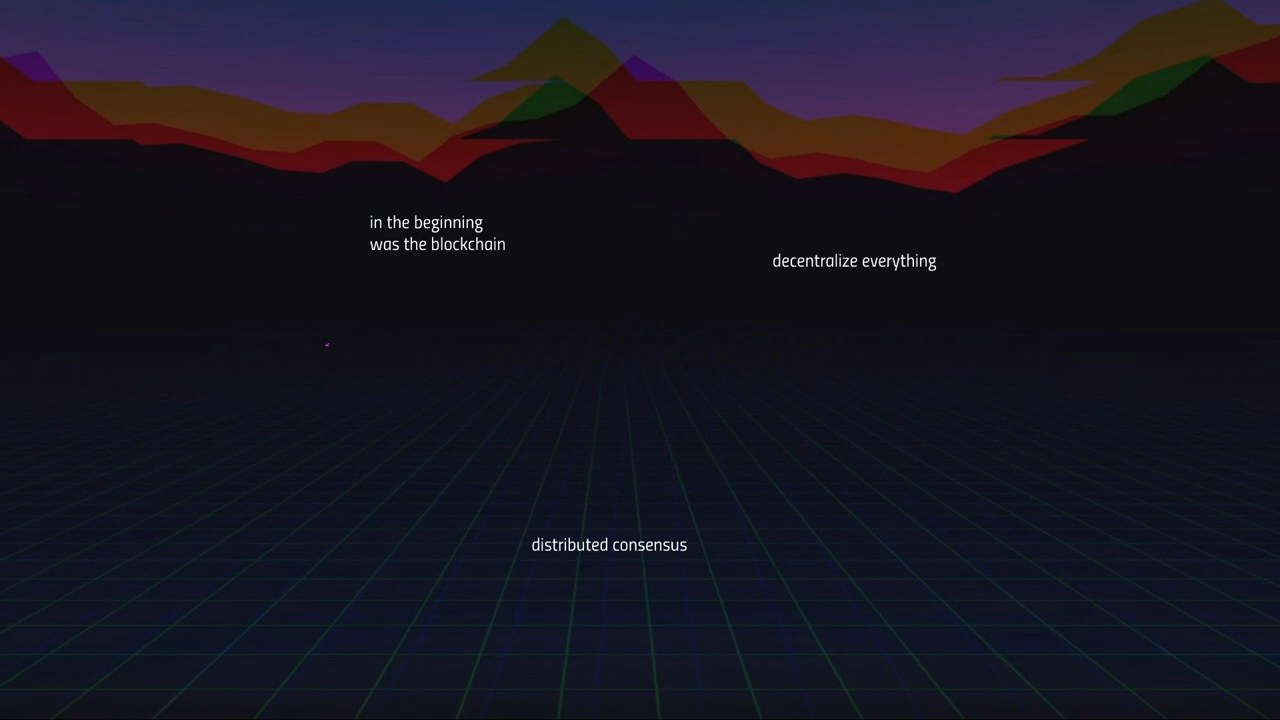 in the beginning
was the blockchain
decentralize everything
distributed consensus